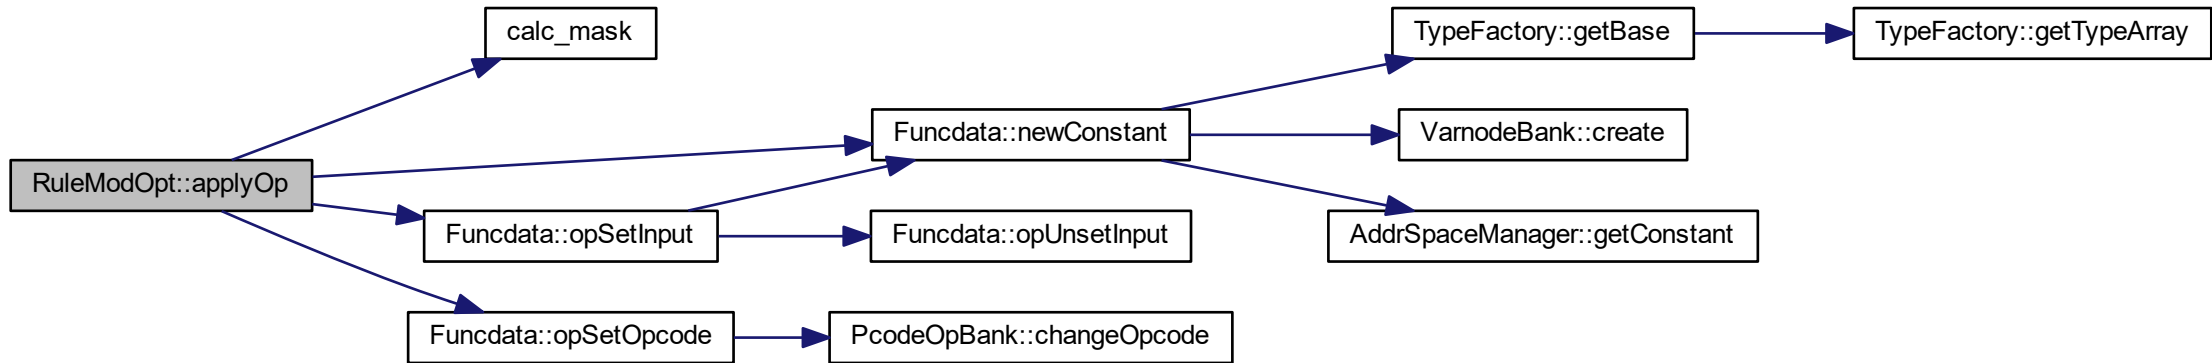 calc_mask
TypeFactory::getBase
TypeFactory::getTypeArray
Funcdata::newConstant
VarnodeBank::create
RuleModOpt::applyOp
Funcdata::opSetInput
Funcdata::opUnsetInput
AddrSpaceManager::getConstant
Funcdata::opSetOpcode
PcodeOpBank::changeOpcode